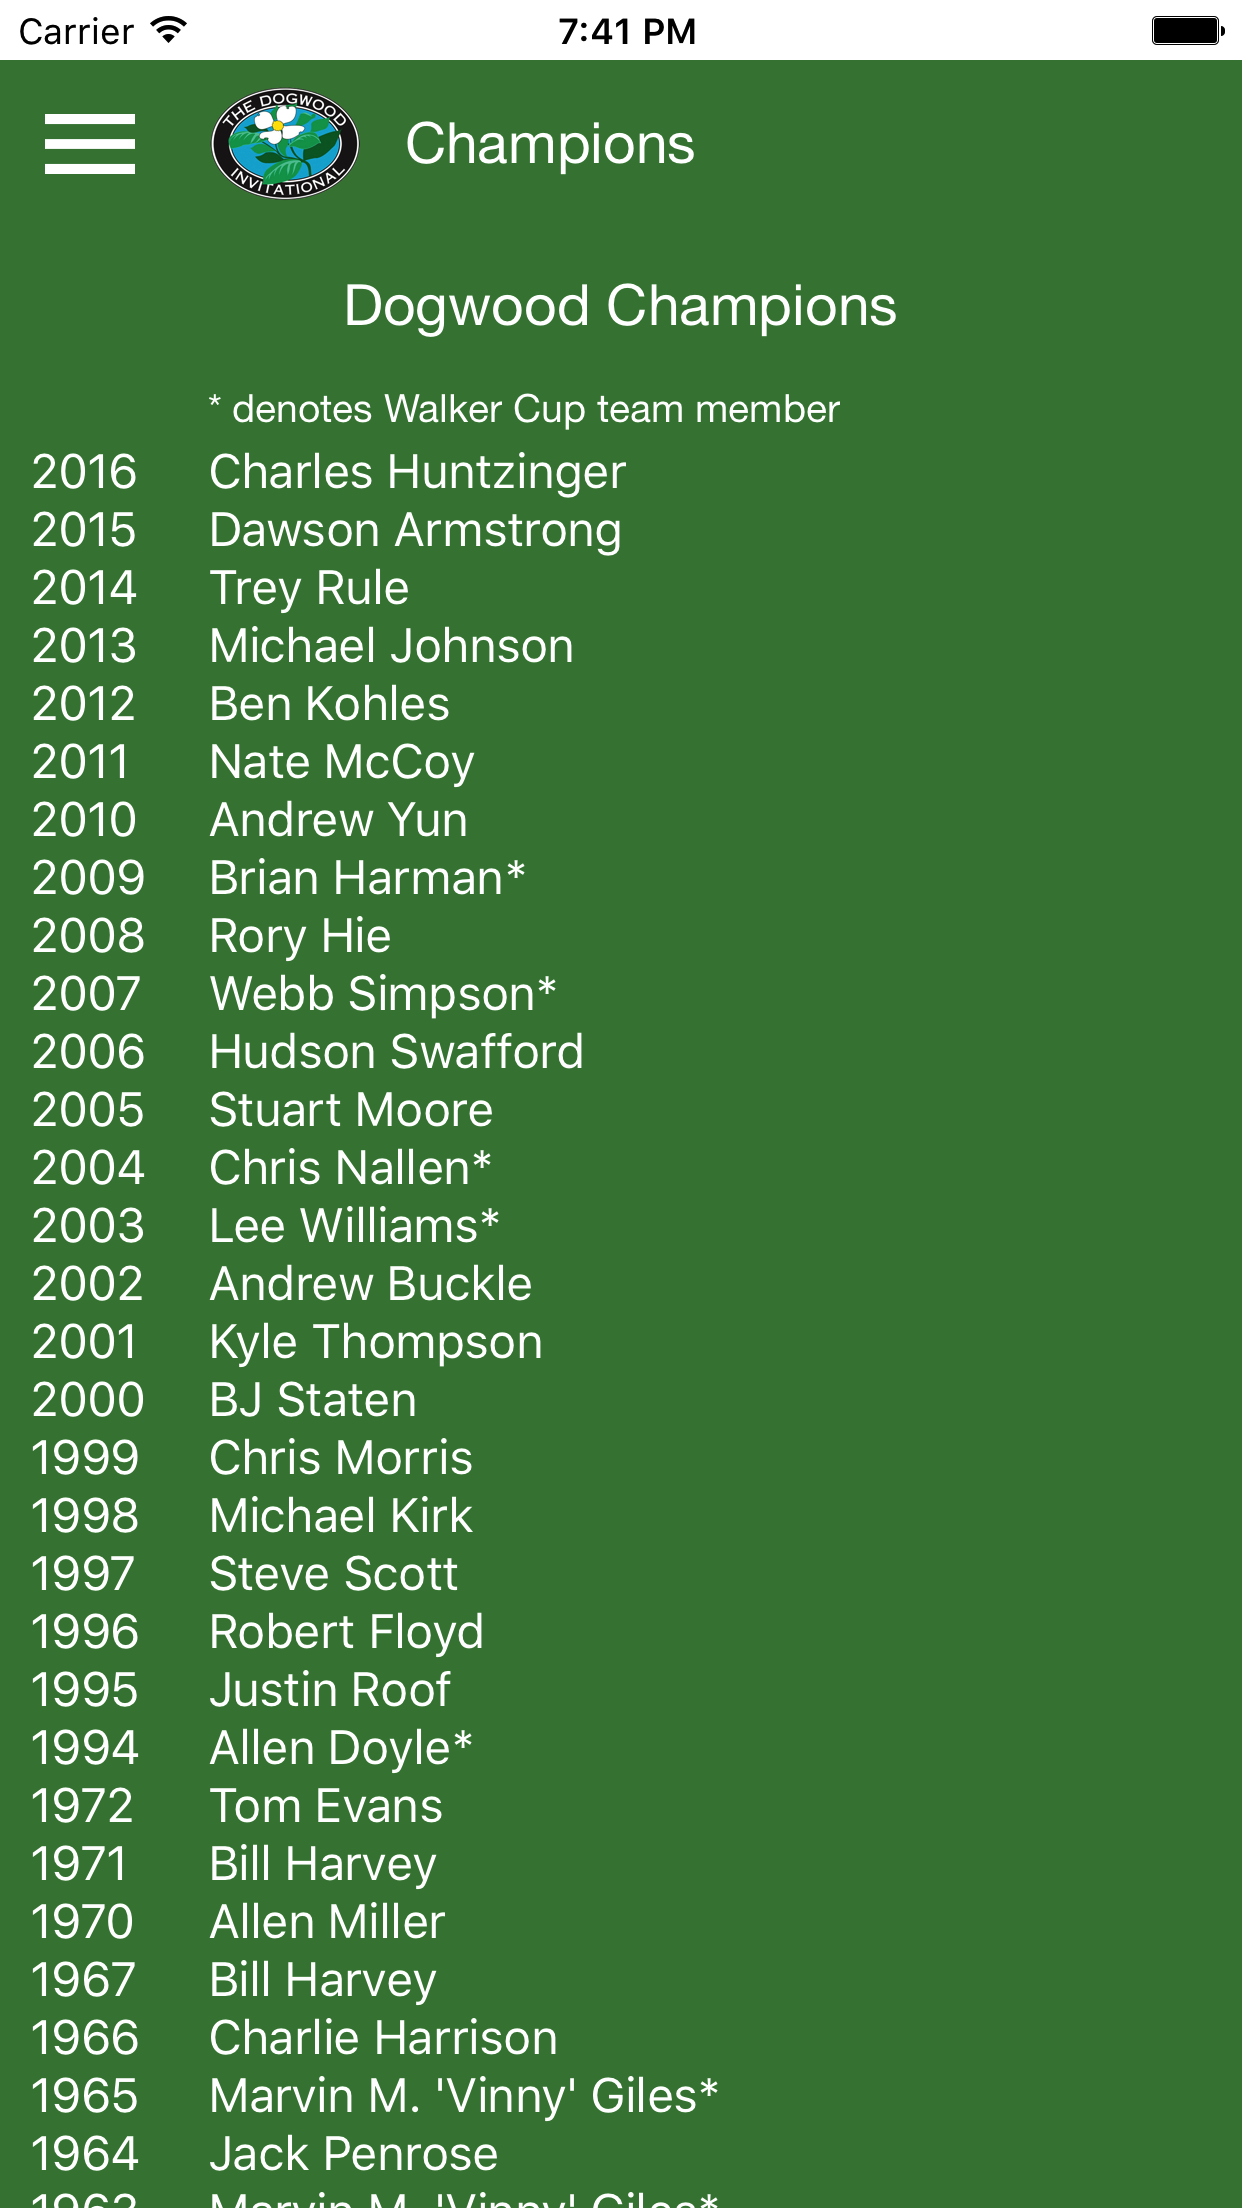 Carrier 7:41 PM
THE DOGWOOD
INVITATIONAL
Champions
Dogwood Champions
* denotes Walker Cup team member
2016 Charles Huntzinger
2015 Dawson Armstrong
2014 Trey Rule
2013 Michael Johnson
2012 Ben Kohles
2011 Nate McCoy
2010 Andrew Yun
2009 Brian Harman*
2008 Rory Hie
2007 Webb Simpson*
2006 Hudson Swafford
2005 Stuart Moore
2004 Chris Nallen*
2003 Lee Williams*
2002 Andrew Buckle
2001 Kyle Thompson
2000 BJ Staten
1999 Chris Morris
1998 Michael Kirk
1997 Steve Scott
1996 Robert Floyd
1995 Justin Roof
1994 Allen Doyle*
1972 Tom Evans
1971 Bill Harvey
1970 Allen Miller
1967 Bill Harvey
1966 Charlie Harrison
1965 Marvin M. 'Vinny' Giles*
1964 Jack Penrose
Marvin M. 'Vinny' Giles*